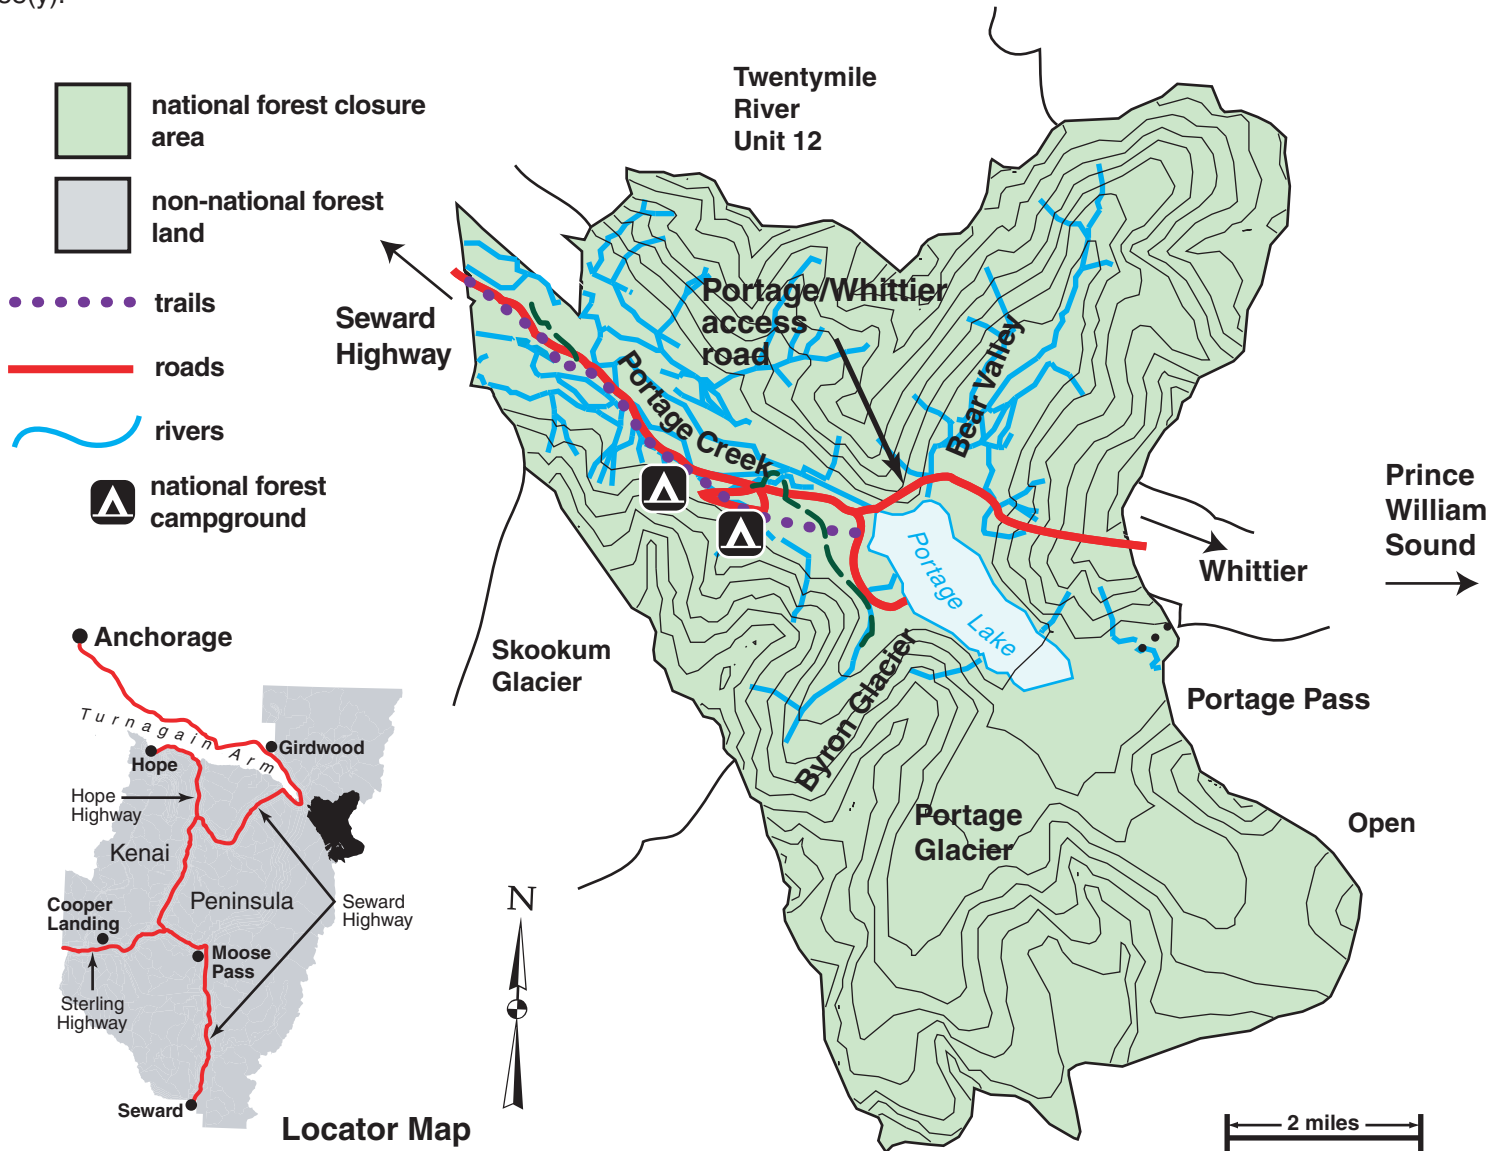 national forest closure
area
non-national forest
land
trails
roads
rivers
national forest
campground
Twentymile
River
Unit 12
Seward
Highway
Portage/Whittier
access
road
Portage Creek
Bear Valley
Prince
William
Sound
Whittier
Portage Lake
Skookum
Glacier
Byron Glacier
Portage Pass
Portage
Glacier
Open
Anchorage
Turnagain Arm
Girdwood
Hope
Hope
Highway
Kenai
Peninsula
Cooper
Landing
Seward
Highway
Moose
Pass
Sterling
Highway
Seward
Locator Map
N
2 miles